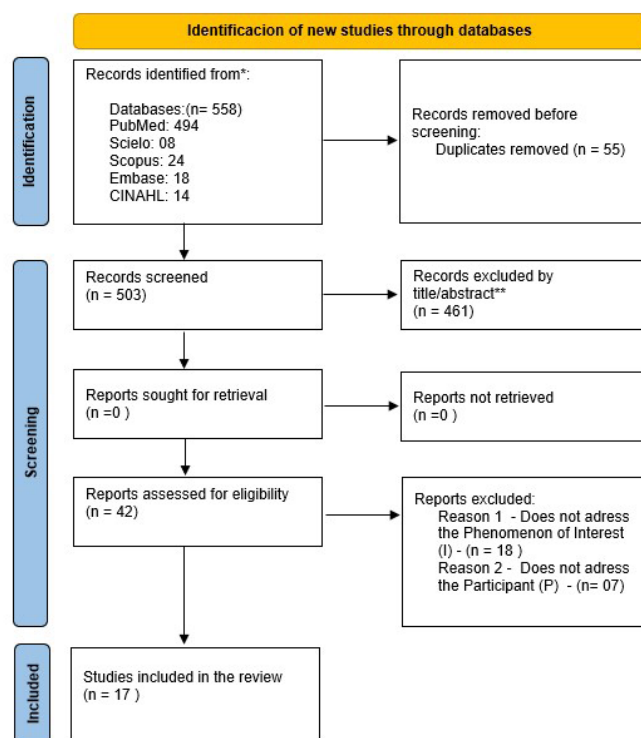 Identificacion of new studies through databases
Identification
Records identified from*:
Databases:(n= 558)
PubMed: 494
Scielo: 08
Scopus: 24
Embase: 18
CINAHL: 14
Records removed before
screening:
Duplicates removed (n = 55)
Screening
Records screened
(n = 503)
Records excluded by
title/abstract**
(n = 461)
Reports sought for retrieval
(n =0 )
Reports not retrieved
(n =0 )
Reports assessed for eligibility
(n = 42)
Reports excluded:
Reason 1 - Does not adress
the Phenomenon of Interest
(I) - (n = 18 )
Reason 2 - Does not adress
the Participant (P) - (n= 07)
Included
Studies included in the review
(n = 17 )